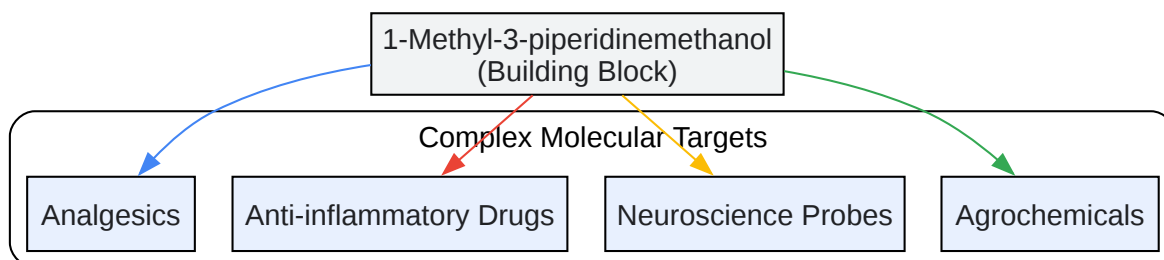 1-Methyl-3-piperidinemethanol
(Building Block)
Complex Molecular Targets
Analgesics
Anti-inflammatory Drugs
Neuroscience Probes
Agrochemicals